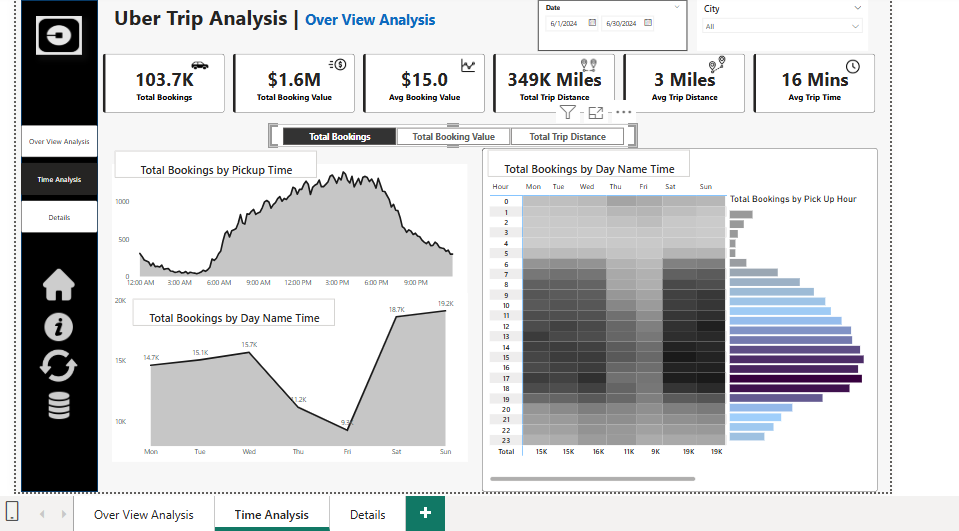 Uber Trip Analysis | Over View Analysis
Date
6/1/2024 6/30/2024
City
All
103.7K
Total Bookings
$1.6M
Total Booking Value
$15.0
Avg Booking Value
349K Miles
Total Trip Distance
3 Miles
Avg Trip Distance
16 Mins
Avg Trip Time
Over View Analysis
Time Analysis
Details
Total Bookings Total Booking Value Total Trip Distance
Total Bookings by Pickup Time
1000
500
0
12:00 AM 3:00 AM 6:00 AM 9:00 AM 12:00 PM 3:00 PM 6:00 PM 9:00 PM
Total Bookings by Day Name Time
20K
15K
10K
14.7K 15.1K 15.7K 11.2K 18.7K 19.2K
Mon Tue Wed Thu Fri Sat Sun
Total Bookings by Day Name Time
Hour Mon Tue Wed Thu Fri Sat Sun
0
1
2
3
4
5
6
7
8
9
10
11
12
13
14
15
16
17
18
19
20
21
22
23
Total 15K 15K 16K 11K 9K 19K 19K
Total Bookings by Pick Up Hour
Over View Analysis Time Analysis Details +